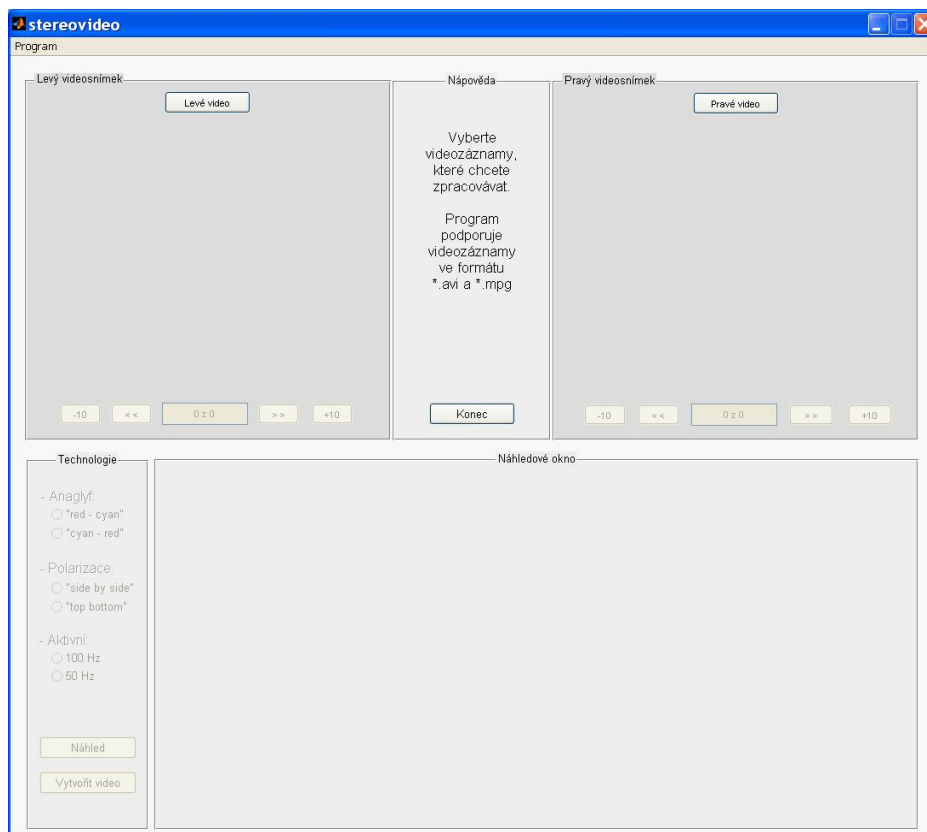 stereovideo
Program
Levý videosnímek
Levé video
-10 << 0 z 0 >> +10
Nápověda
Vyberte
videozáznamy,
které chcete
zpracovávat.
Program
podporuje
videozáznamy
ve formátu
*.avi a *.mpg
Konec
Pravý videosnímek
Pravé video
-10 << 0 z 0 >> +10
Technologie
- Anaglyf:
"red - cyan"
"cyan - red"
- Polarizace:
"side by side"
"top bottom"
- Aktivní:
100 Hz
50 Hz
Náhled
Vytvořit video
Náhledové okno